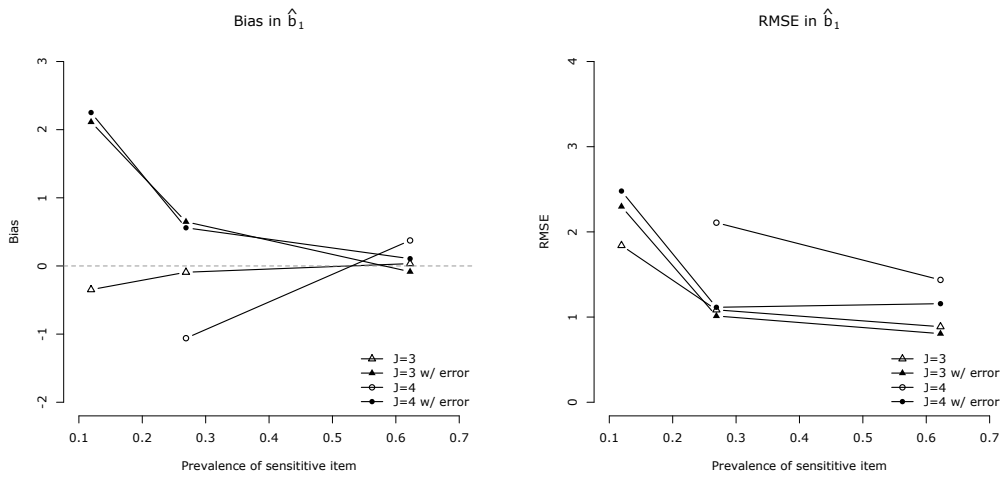 Bias in b̂₁
3
2
1
0
-1
-2
Bias
0.1 0.2 0.3 0.4 0.5 0.6 0.7
Prevalence of sensititive item
J=3
J=3 w/ error
J=4
J=4 w/ error
RMSE in b̂₁
4
3
2
1
0
RMSE
0.1 0.2 0.3 0.4 0.5 0.6 0.7
Prevalence of sensititive item
J=3
J=3 w/ error
J=4
J=4 w/ error